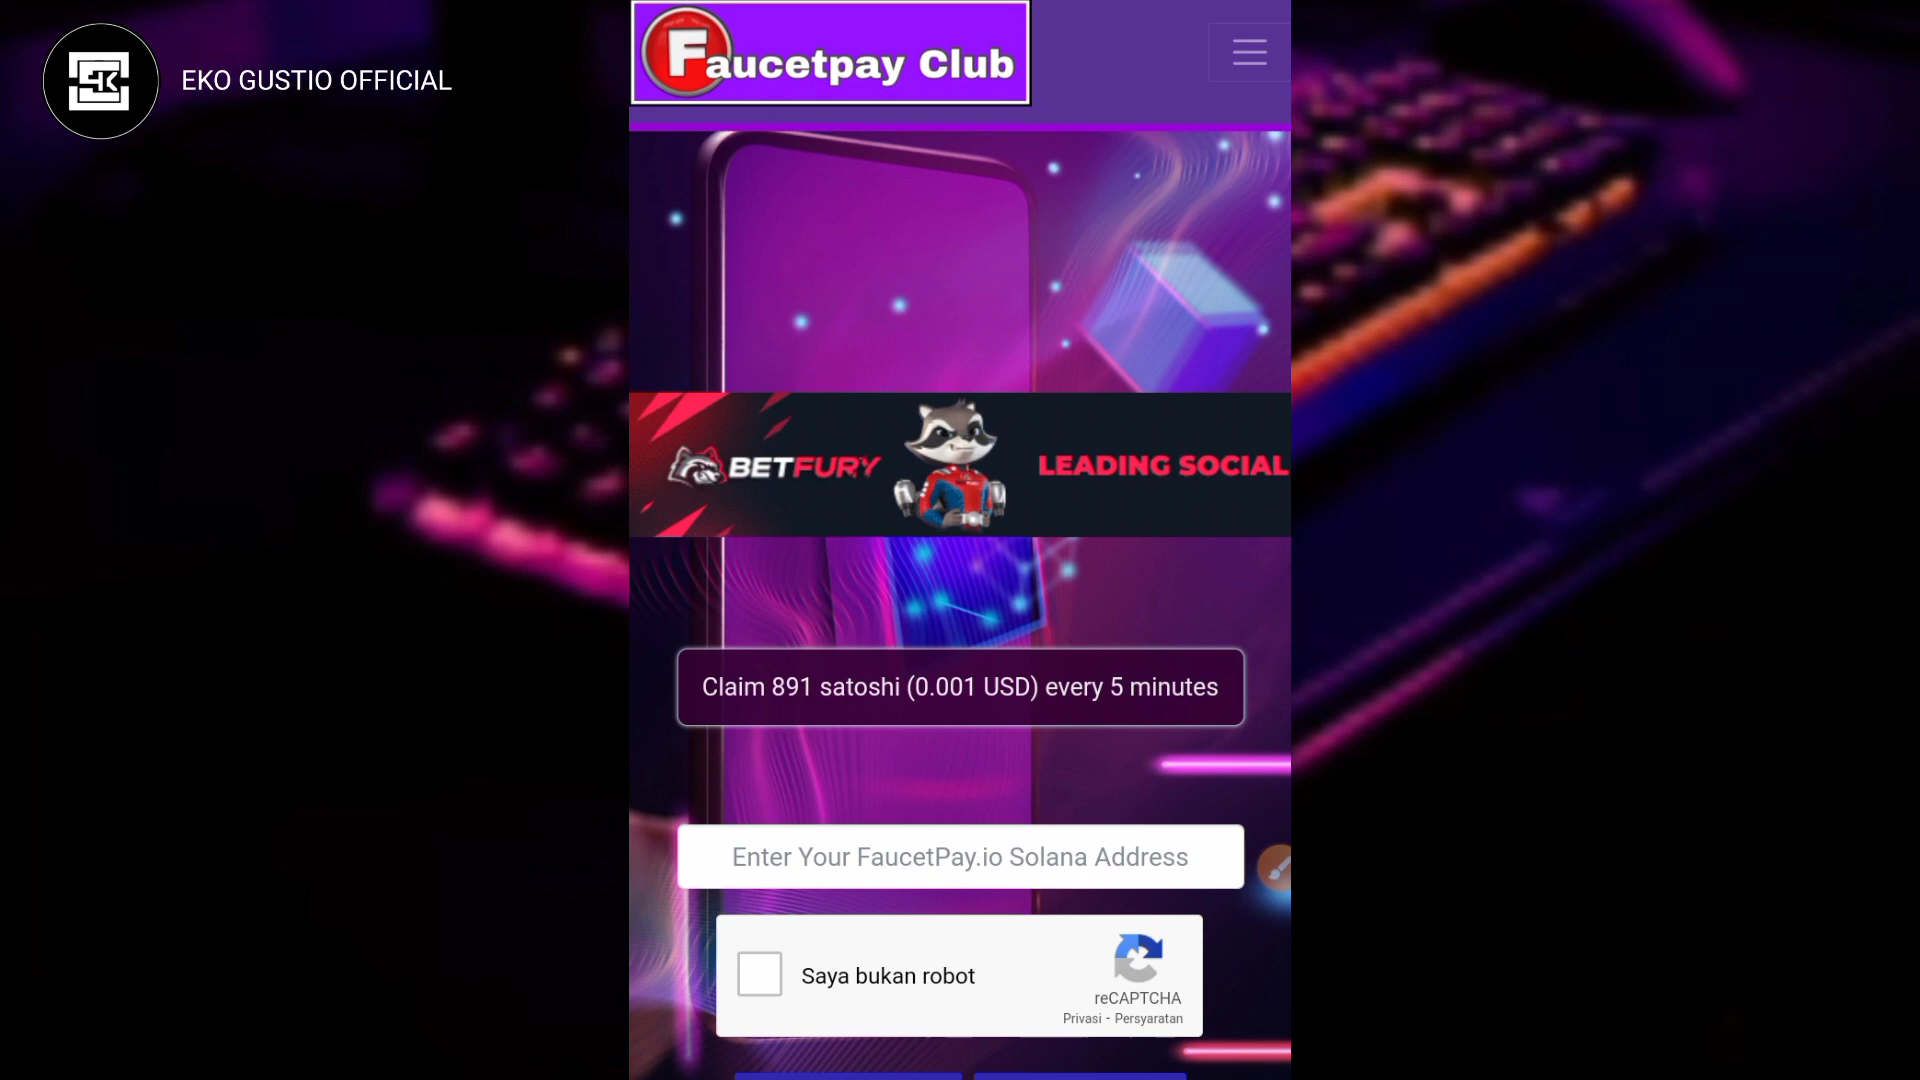 EKO GUSTIO OFFICIAL
Faucetpay Club
BETFURY
LEADING SOCIAL
Claim 891 satoshi (0.001 USD) every 5 minutes
Enter Your FaucetPay.io Solana Address
Saya bukan robot
reCAPTCHA
Privasi - Persyaratan